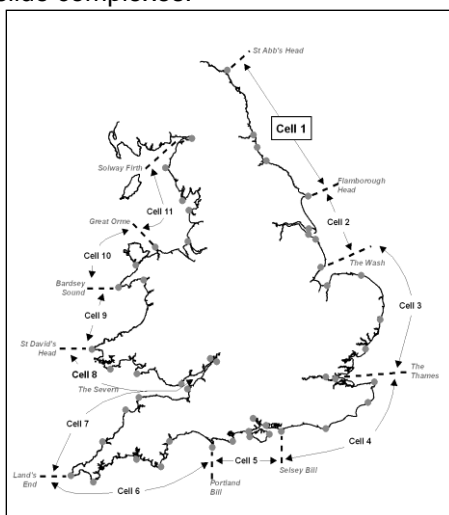 St Abb's Head
Cell 1
Solway Firth
Flamborough
Head
Great Orme
Cell 11
Cell 2
Cell 10
The Wash
Bardsey
Sound
Cell 3
Cell 9
St David's
Head
Cell 8
The
Thames
The Severn
Cell 7
Cell 4
Land's
End
Cell 6
Cell 5
Portland
Bill
Selsey Bill